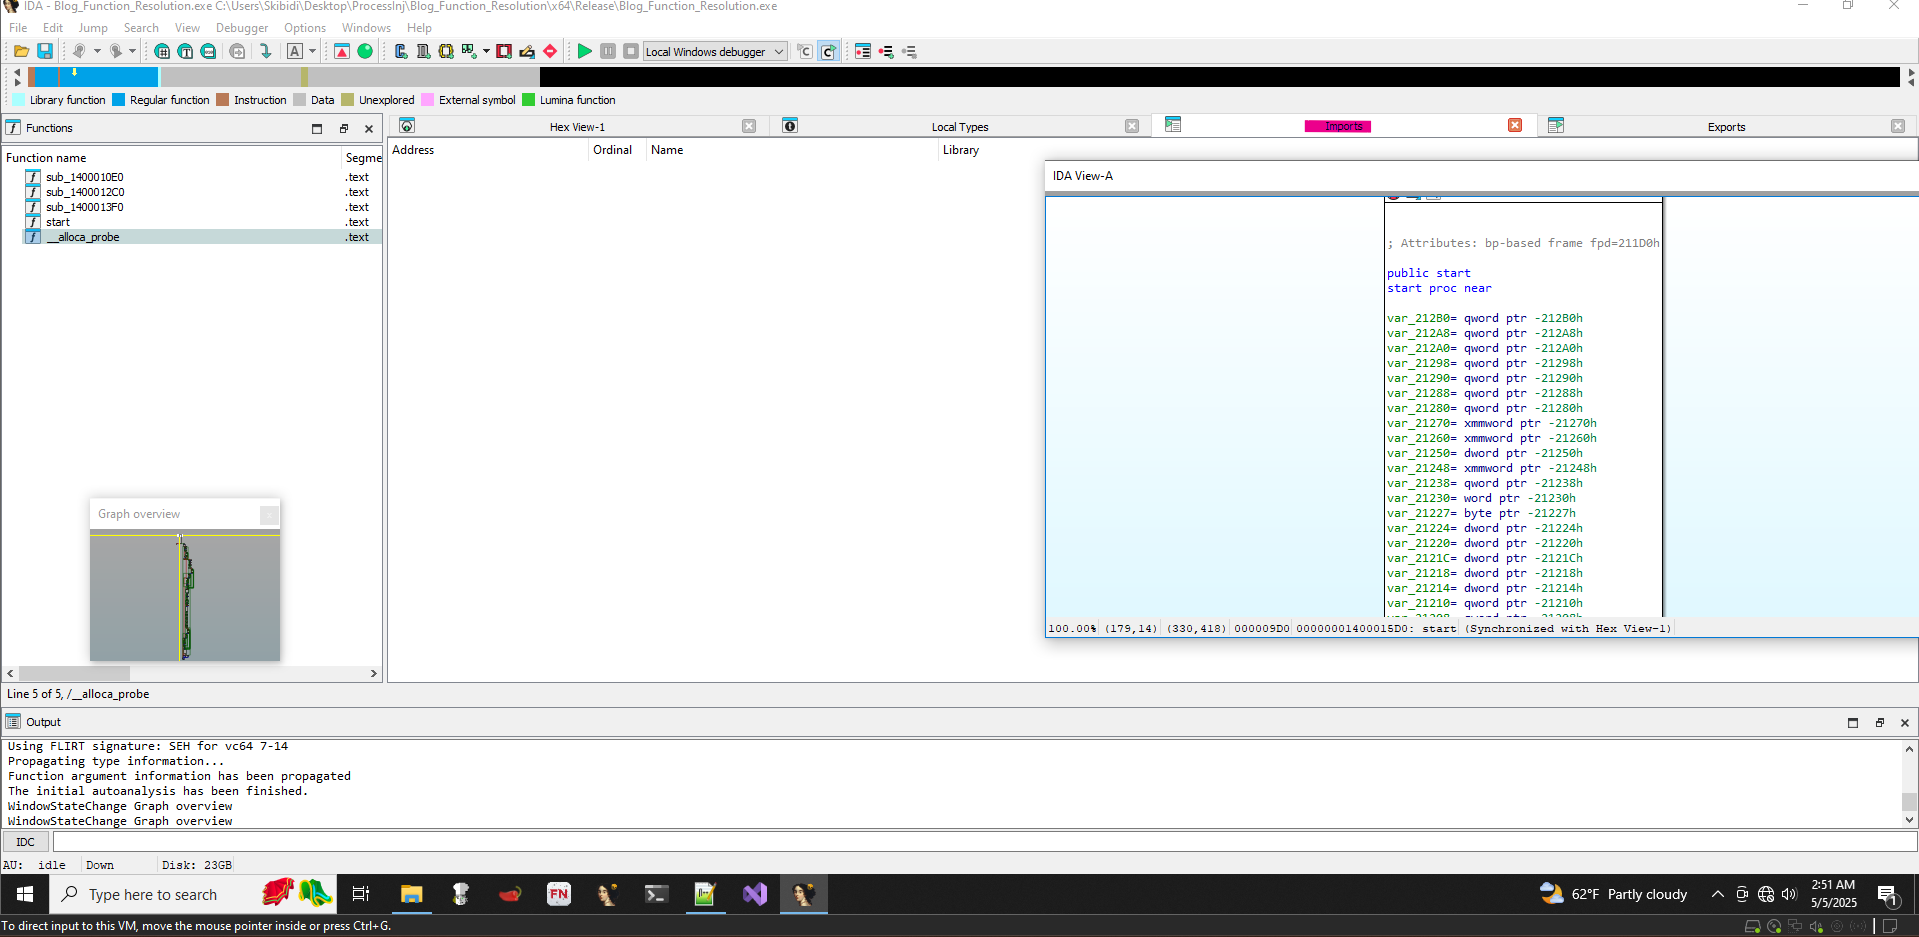 IDA - Blog_Function_Resolution.exe C:\Users\Skibidi\Desktop\ProcessInj\Blog_Function_Resolution\x64\Release\Blog_Function_Resolution.exe
File Edit Jump Search View Debugger Options Windows Help
Local Windows debugger
Library function Regular function Instruction Data Unexplored External symbol Lumina function
Functions
Function name Segme
sub_1400010E0 .text
sub_1400012C0 .text
sub_1400013F0 .text
start .text
__alloca_probe .text
Graph overview
Line 5 of 5, /__alloca_probe
Hex View-1 Local Types Imports Exports
Address Ordinal Name Library
IDA View-A
; Attributes: bp-based frame fpd=211D0h
public start
start proc near
var_212B0= qword ptr -212B0h
var_212A8= qword ptr -212A8h
var_212A0= qword ptr -212A0h
var_21298= qword ptr -21298h
var_21290= qword ptr -21290h
var_21288= qword ptr -21288h
var_21280= qword ptr -21280h
var_21270= xmmword ptr -21270h
var_21260= xmmword ptr -21260h
var_21250= dword ptr -21250h
var_21248= xmmword ptr -21248h
var_21238= qword ptr -21238h
var_21230= word ptr -21230h
var_21227= byte ptr -21227h
var_21224= dword ptr -21224h
var_21220= dword ptr -21220h
var_2121C= dword ptr -2121Ch
var_21218= dword ptr -21218h
var_21214= dword ptr -21214h
var_21210= qword ptr -21210h
100.00% (179,14) (330,418) 000009D0 00000001400015D0: start (Synchronized with Hex View-1)
Output
Using FLIRT signature: SEH for vc64 7-14
Propagating type information...
Function argument information has been propagated
The initial autoanalysis has been finished.
WindowStateChange Graph overview
WindowStateChange Graph overview
IDC
AU: idle Down Disk: 23GB
Type here to search
FN
62°F Partly cloudy
2:51 AM
5/5/2025
1
To direct input to this VM, move the mouse pointer inside or press Ctrl+G.